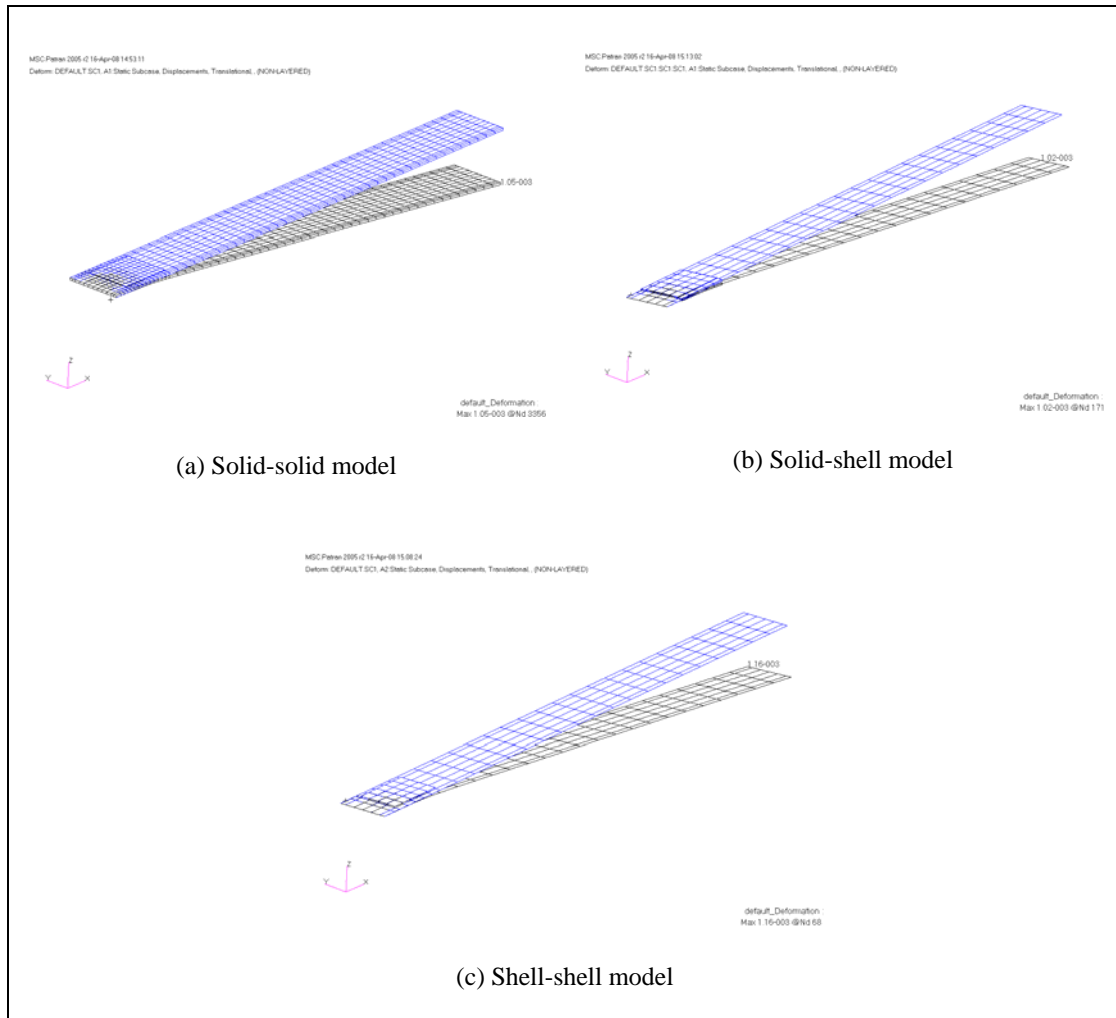 MSC.Patran 2005 r2 16-Apr-08 14:53:11
Deform: DEFAULT.SC1, A1:Static Subcase, Displacements, Translational, , (NON-LAYERED)
1.05-003
Z
Y
X
default_Deformation :
Max 1.05-003 @Nd 3356
(a) Solid-solid model
MSC.Patran 2005 r2 16-Apr-08 15:13:02
Deform: DEFAULT.SC1:SC1:SC1, A1:Static Subcase, Displacements, Translational, , (NON-LAYERED)
1.02-003
Z
Y
X
default_Deformation :
Max 1.02-003 @Nd 171
(b) Solid-shell model
MSC.Patran 2005 r2 16-Apr-08 15:08:24
Deform: DEFAULT.SC1, A2:Static Subcase, Displacements, Translational, , (NON-LAYERED)
1.16-003
Z
Y
X
default_Deformation :
Max 1.16-003 @Nd 68
(c) Shell-shell model